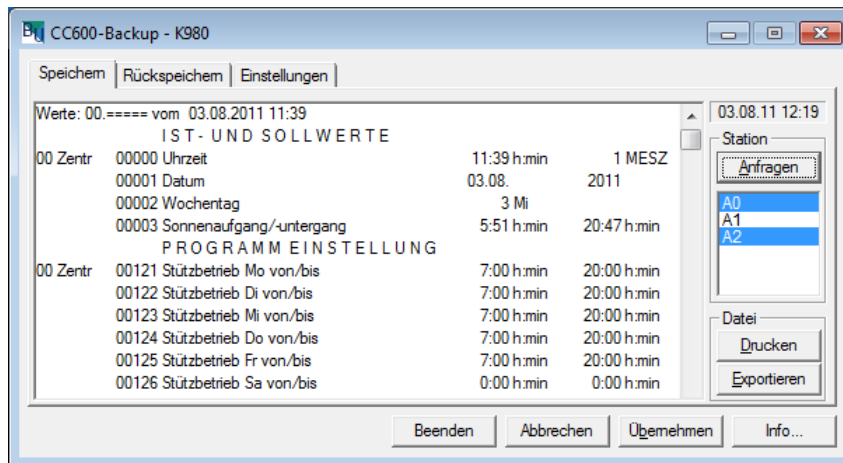 CC600-Backup - K980
Speichern Rückspeichern Einstellungen
Werte: 00.===== vom 03.08.2011 11:39
IST- UND SOLLWERTE
00 Zentr 00000 Uhrzeit 11:39 h:min 1 MESZ
00001 Datum 03.08. 2011
00002 Wochentag 3 Mi
00003 Sonnenaufgang/-untergang 5:51 h:min 20:47 h:min
PROGRAMM EINSTELLUNG
00 Zentr 00121 Stützbetrieb Mo von/bis 7:00 h:min 20:00 h:min
00122 Stützbetrieb Di von/bis 7:00 h:min 20:00 h:min
00123 Stützbetrieb Mi von/bis 7:00 h:min 20:00 h:min
00124 Stützbetrieb Do von/bis 7:00 h:min 20:00 h:min
00125 Stützbetrieb Fr von/bis 7:00 h:min 20:00 h:min
00126 Stützbetrieb Sa von/bis 0:00 h:min 0:00 h:min
03.08.11 12:19
Station
Anfragen
A0
A1
A2
Datei
Drucken
Exportieren
Beenden Abbrechen Übernehmen Info...